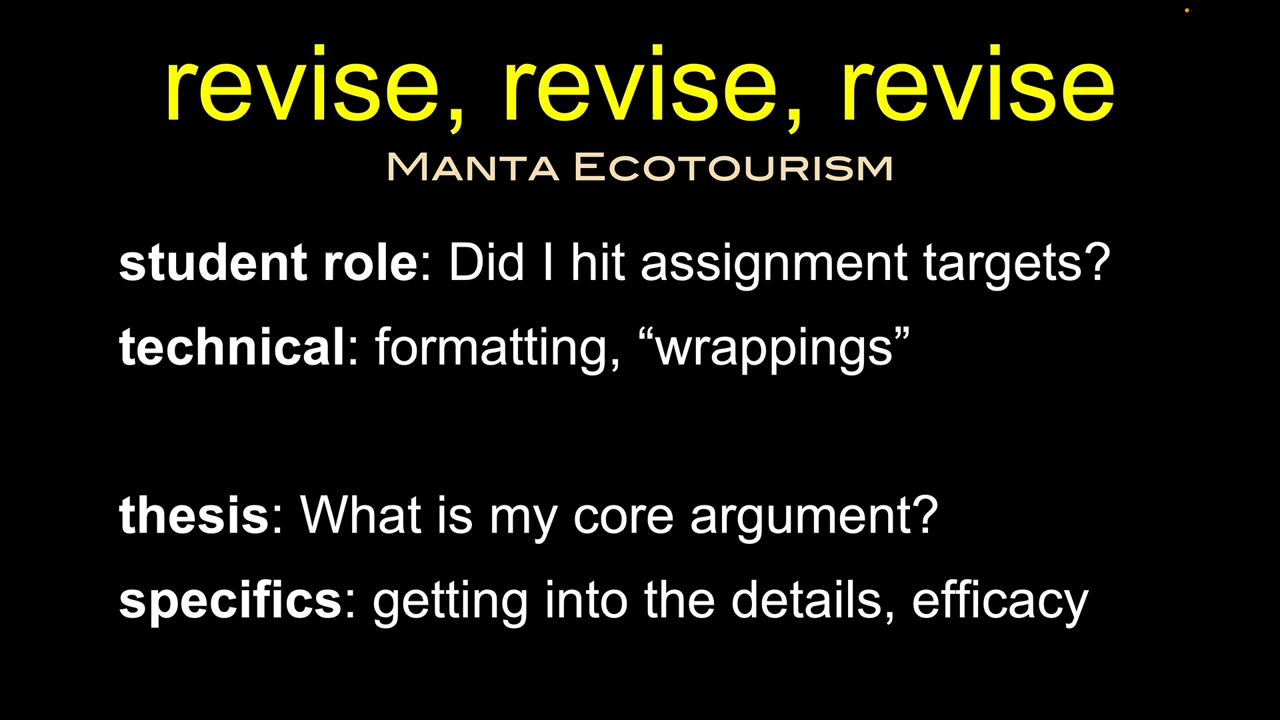 revise, revise, revise
Manta Ecotourism
student role: Did I hit assignment targets?
technical: formatting, “wrappings”
thesis: What is my core argument?
specifics: getting into the details, efficacy